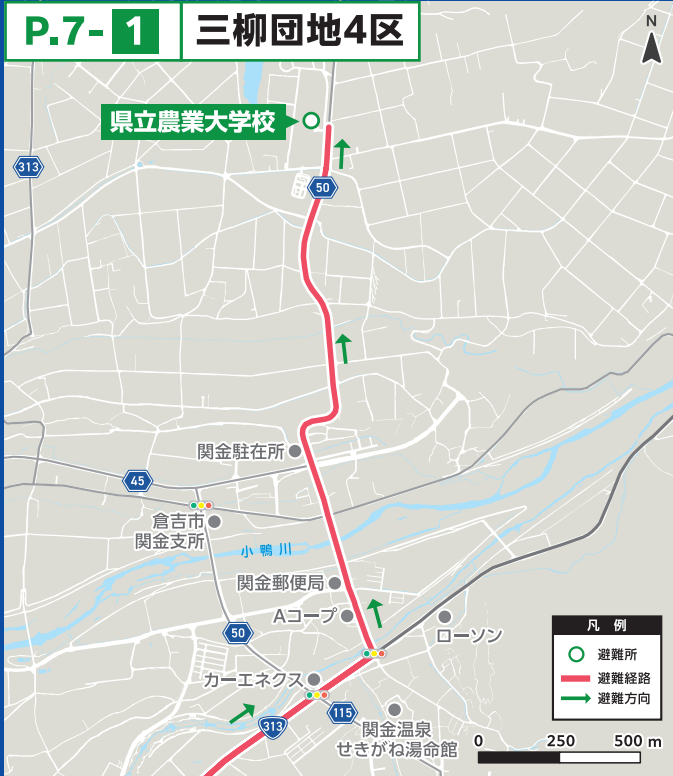 P.7-1 三柳団地4区
N
県立農業大学校
313
50
関金駐在所
45
倉吉市
関金支所
小鴨川
関金郵便局
Aコープ
ローソン
50
カーエネクス
115
313
関金温泉
せきがね湯命館
凡例
避難所
避難経路
避難方向
0 250 500 m